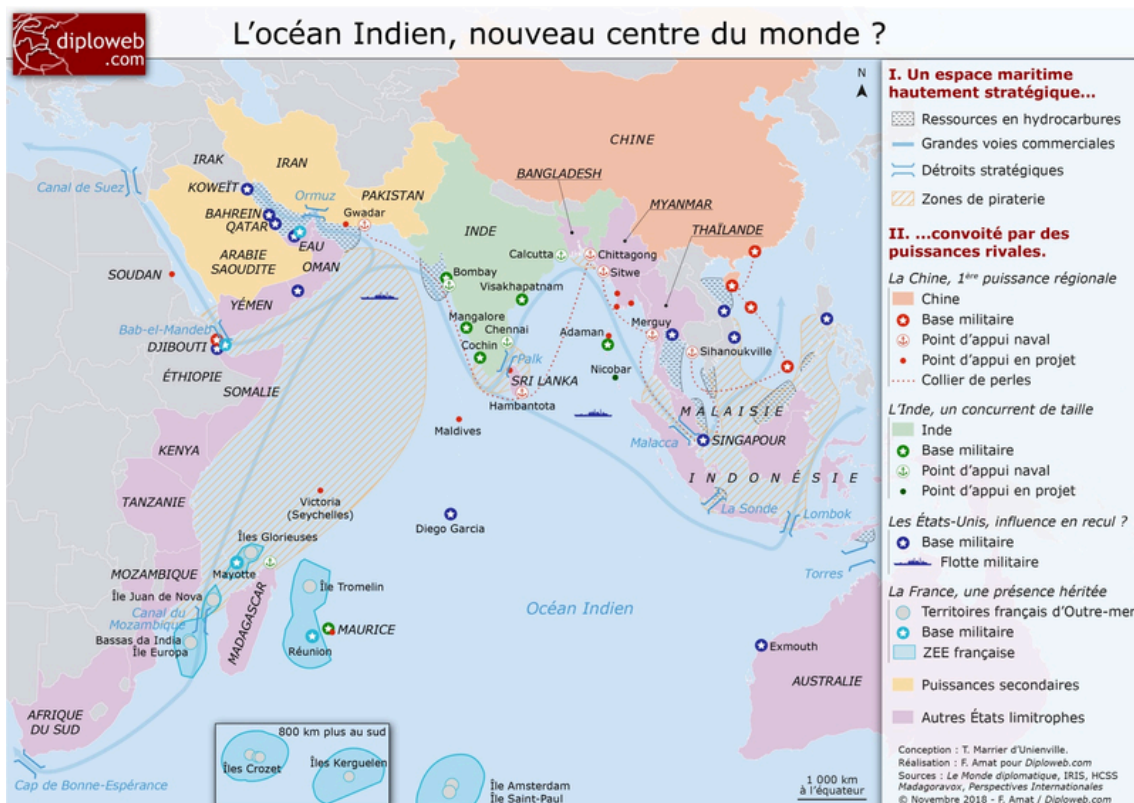 diploweb
.com
L'océan Indien, nouveau centre du monde ?
N
CHINE
IRAK
IRAN
KOWEÏT
Canal de Suez
Ormuz
PAKISTAN
BANGLADESH
BAHREIN
QATAR
Gwadar
MYANMAR
EAU
INDE
THAÏLANDE
ARABIE
SAOUDITE
OMAN
Calcutta
Chittagong
SOUDAN
Bombay
Sitwe
YÉMEN
Visakhapatnam
Bab-el-Mandeb
Mangalore
Chennai
Adaman
Merguy
DJIBOUTI
Cochin
Palk
Sihanoukville
ÉTHIOPIE
Nicobar
SOMALIE
SRI LANKA
Hambantota
MALAISIE
Maldives
Malacca
SINGAPOUR
KENYA
INDONÉSIE
TANZANIE
Victoria
(Seychelles)
Diego Garcia
La Sonde
Lombok
Îles Glorieuses
MOZAMBIQUE
Mayotte
Torres
Île Juan de Nova
Île Tromelin
Canal du
Mozambique
MADAGASCAR
Océan Indien
Bassas da India
Île Europa
MAURICE
Réunion
Exmouth
AUSTRALIE
AFRIQUE
DU SUD
800 km plus au sud
Îles Crozet
Îles Kerguelen
Cap de Bonne-Espérance
Île Amsterdam
Île Saint-Paul
1 000 km
à l'équateur
I. Un espace maritime
hautement stratégique...
Ressources en hydrocarbures
Grandes voies commerciales
Détroits stratégiques
Zones de piraterie
II. ...convoité par des
puissances rivales.
La Chine, 1ère puissance régionale
Chine
Base militaire
Point d'appui naval
Point d'appui en projet
Collier de perles
L'Inde, un concurrent de taille
Inde
Base militaire
Point d'appui naval
Point d'appui en projet
Les États-Unis, influence en recul ?
Base militaire
Flotte militaire
La France, une présence héritée
Territoires français d'Outre-mer
Base militaire
ZEE française
Puissances secondaires
Autres États limitrophes
Conception : T. Marrier d'Unienville.
Réalisation : F. Amat pour Diploweb.com
Sources : Le Monde diplomatique, IRIS, HCSS
Madagoravox, Perspectives Internationales
© Novembre 2018 - F. Amat / Diploweb.com